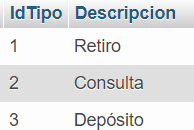 IdTipo Descripcion
1 Retiro
2 Consulta
3 Depósito